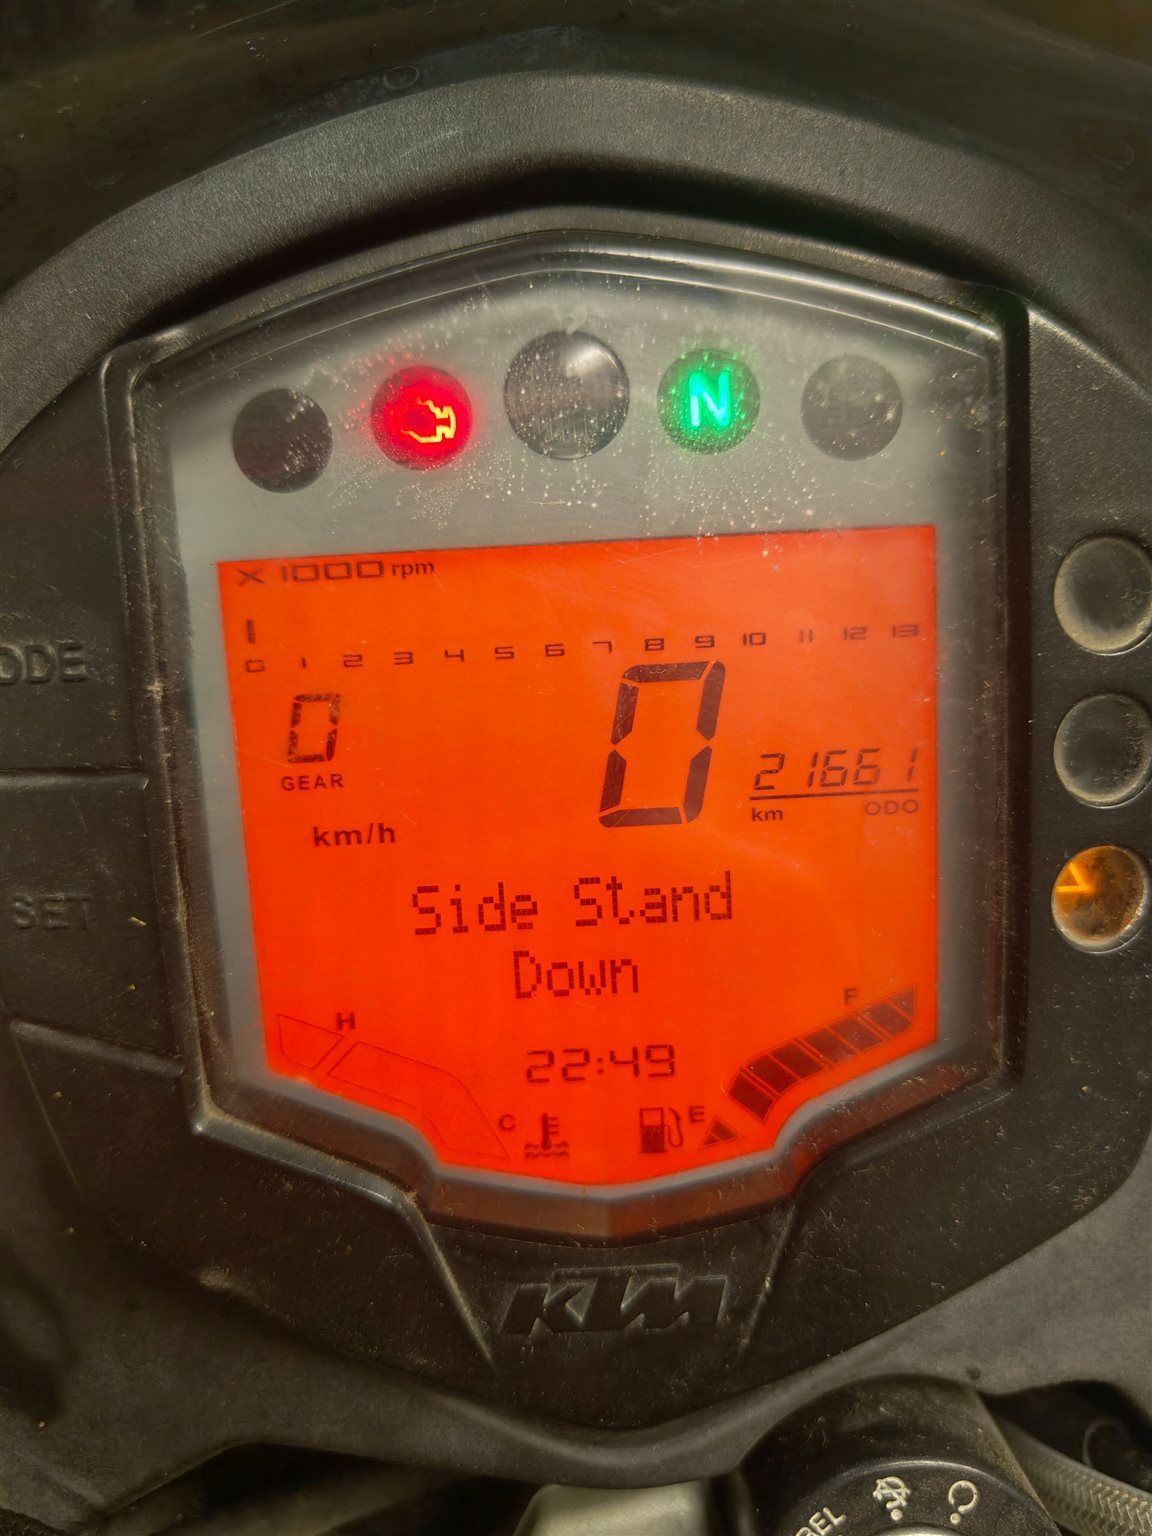 N
X 1000 rpm
0 1 2 3 4 5 6 7 8 9 10 11 12 13
ODE
0
GEAR
0
21661
km
ODO
km/h
SET
Side Stand
Down
H
F
22:49
C
E
KTM